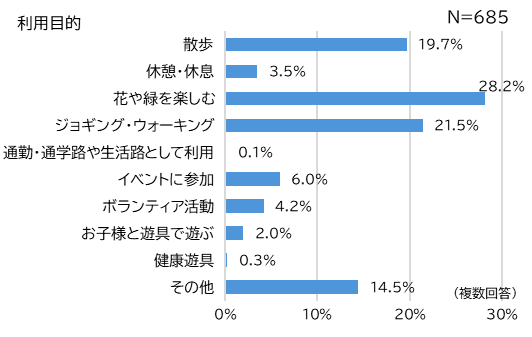 利用目的
N=685
散歩 19.7%
休憩・休息 3.5%
花や緑を楽しむ 28.2%
ジョギング・ウォーキング 21.5%
通勤・通学路や生活路として利用 0.1%
イベントに参加 6.0%
ボランティア活動 4.2%
お子様と遊具で遊ぶ 2.0%
健康遊具 0.3%
その他 14.5%
（複数回答）
0% 10% 20% 30%